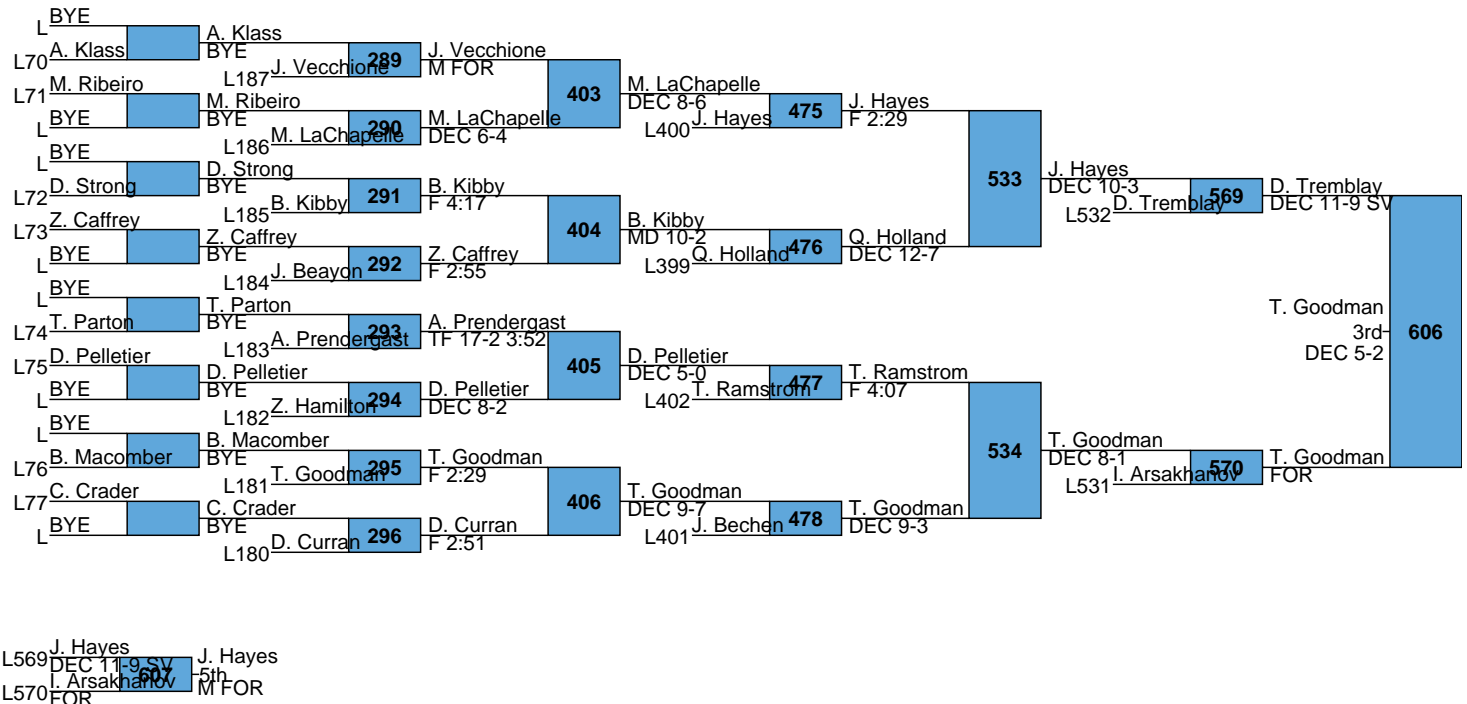 BYE
L
A. Klass
L70
A. Klass
BYE
J. Vecchione
L187
289
J. Vecchione
M FOR
M. Ribeiro
L71
BYE
L
M. Ribeiro
BYE
M. LaChapelle
L186
290
M. LaChapelle
DEC 6-4
403
M. LaChapelle
DEC 8-6
J. Hayes
L400
475
J. Hayes
F 2:29
BYE
L
D. Strong
L72
D. Strong
BYE
B. Kibby
L185
291
B. Kibby
F 4:17
Z. Caffrey
L73
BYE
L
Z. Caffrey
BYE
J. Beayon
L184
292
Z. Caffrey
F 2:55
404
B. Kibby
MD 10-2
Q. Holland
L399
476
Q. Holland
DEC 12-7
533
J. Hayes
DEC 10-3
D. Tremblay
L532
569
D. Tremblay
DEC 11-9 SV
BYE
L
T. Parton
L74
T. Parton
BYE
A. Prendergast
L183
293
A. Prendergast
TF 17-2 3:52
D. Pelletier
L75
BYE
L
D. Pelletier
BYE
Z. Hamilton
L182
294
D. Pelletier
DEC 8-2
405
D. Pelletier
DEC 5-0
T. Ramstrom
L402
477
T. Ramstrom
F 4:07
BYE
L
B. Macomber
L76
B. Macomber
BYE
T. Goodman
L181
295
T. Goodman
F 2:29
C. Crader
L77
BYE
L
C. Crader
BYE
D. Curran
L180
296
D. Curran
F 2:51
406
T. Goodman
DEC 9-7
J. Bechen
L401
478
T. Goodman
DEC 9-3
534
T. Goodman
DEC 8-1
I. Arsakhanov
L531
570
T. Goodman
FOR
606
T. Goodman
3rd
DEC 5-2
J. Hayes
L569
DEC 11-9 SV
I. Arsakhanov
L570
FOR
607
J. Hayes
5th
M FOR